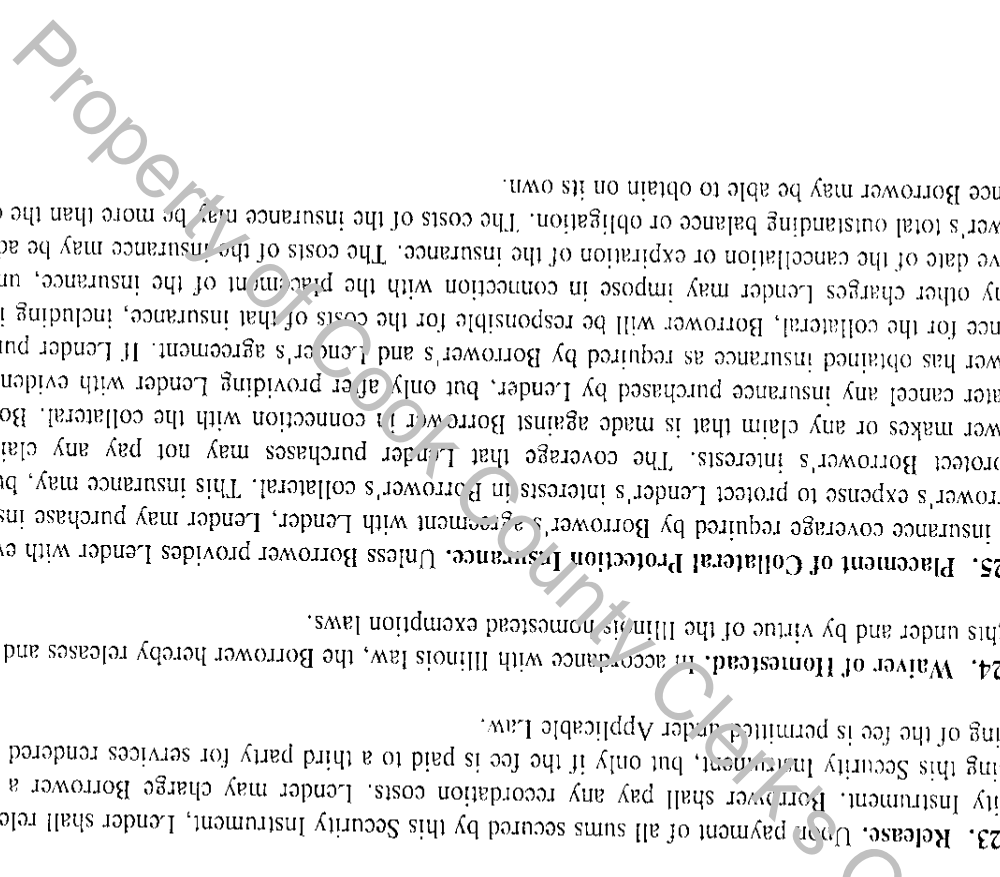 23. Release. Upon payment of all sums secured by this Security Instrument, Lender shall rele
ity Instrument. Borrower shall pay any recordation costs. Lender may charge Borrower a
ing this Security Instrument, but only if the fee is paid to a third party for services rendered
ing of the fee is permitted under Applicable Law.
24. Waiver of Homestead. In accordance with Illinois law, the Borrower hereby releases and
hts under and by virtue of the Illinois homestead exemption laws.
25. Placement of Collateral Protection Insurance. Unless Borrower provides Lender with ev
insurance coverage required by Borrower's agreement with Lender, Lender may purchase ins
rrower's expense to protect Lender's interests in Borrower's collateral. This insurance may, bu
protect Borrower's interests. The coverage that Lender purchases may not pay any clai
wer makes or any claim that is made against Borrower in connection with the collateral. Bo
ater cancel any insurance purchased by Lender, but only after providing Lender with eviden
wer has obtained insurance as required by Borrower's and Lender's agreement. If Lender pur
nce for the collateral, Borrower will be responsible for the costs of that insurance, including i
ny other charges Lender may impose in connection with the placement of the insurance, un
ve date of the cancellation or expiration of the insurance. The costs of the insurance may be ad
wer's total outstanding balance or obligation. The costs of the insurance may be more than the
nce Borrower may be able to obtain on its own.
Property of Cook County Clerk's O